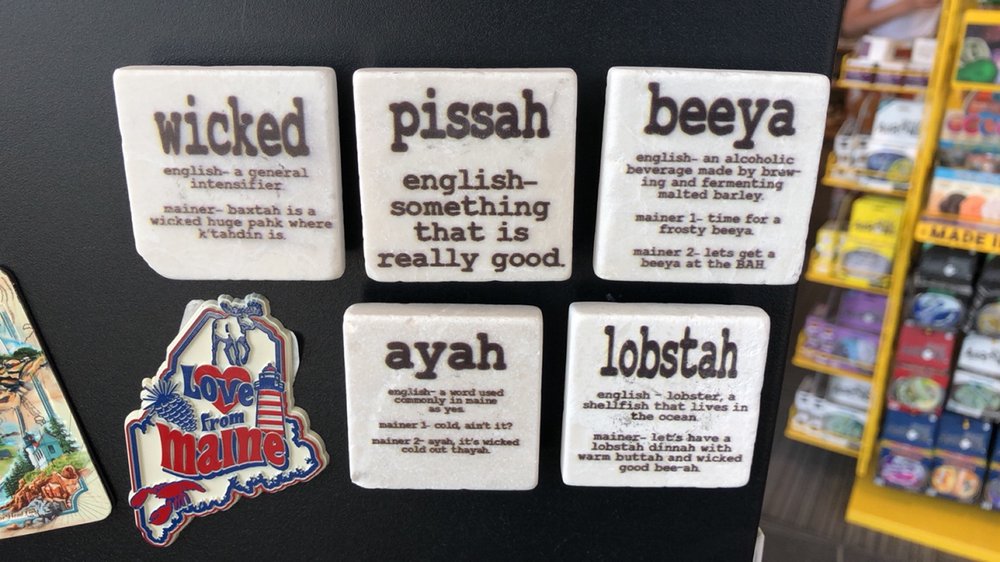 wicked
english- a general
intensifier
mainer- baxtah is a
wicked huge pahk where
k'tahdin is.
pissah
english-
something
that is
really good.
beeya
english- an alcoholic
beverage made by brew-
ing and fermenting
malted barley.
mainer 1- time for a
frosty beeya.
mainer 2- lets get a
beeya at the BAH.
Love
from
maine
ayah
english- a word used
commonly in maine
as yes.
mainer 1- cold, ain't it?
mainer 2- ayah, it's wicked
cold out thayah.
lobstah
english - lobster, a
shellfish that lives in
the ocean.
mainer- let's have a
lobstah dinnah with
warm buttah and wicked
good bee-ah.
MADE IN